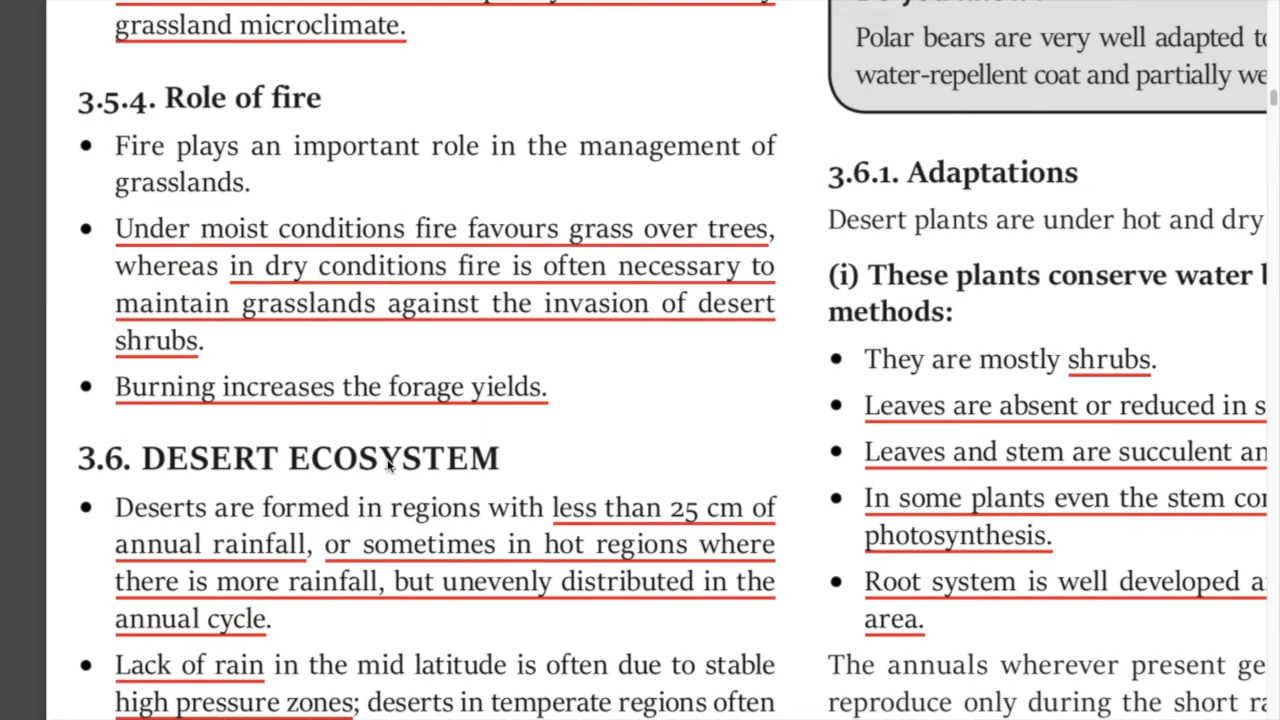 grassland microclimate.
3.5.4. Role of fire
• Fire plays an important role in the management of
grasslands.
• Under moist conditions fire favours grass over trees,
whereas in dry conditions fire is often necessary to
maintain grasslands against the invasion of desert
shrubs.
• Burning increases the forage yields.
3.6. DESERT ECOSYSTEM
• Deserts are formed in regions with less than 25 cm of
annual rainfall, or sometimes in hot regions where
there is more rainfall, but unevenly distributed in the
annual cycle.
• Lack of rain in the mid latitude is often due to stable
high pressure zones; deserts in temperate regions often
Polar bears are very well adapted
water-repellent coat and partially
3.6.1. Adaptations
Desert plants are under hot and dry
(i) These plants conserve water
methods:
• They are mostly shrubs.
• Leaves are absent or reduced in
• Leaves and stem are succulent
• In some plants even the stem
photosynthesis.
• Root system is well developed
area.
The annuals wherever present
reproduce only during the short